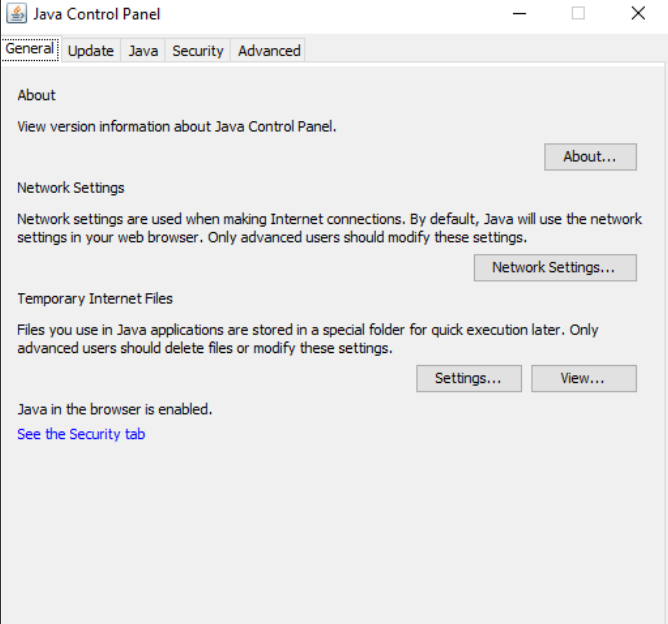 Java Control Panel
General Update Java Security Advanced
About
View version information about Java Control Panel.
About...
Network Settings
Network settings are used when making Internet connections. By default, Java will use the network
settings in your web browser. Only advanced users should modify these settings.
Network Settings...
Temporary Internet Files
Files you use in Java applications are stored in a special folder for quick execution later. Only
advanced users should delete files or modify these settings.
Settings... View...
Java in the browser is enabled.
See the Security tab